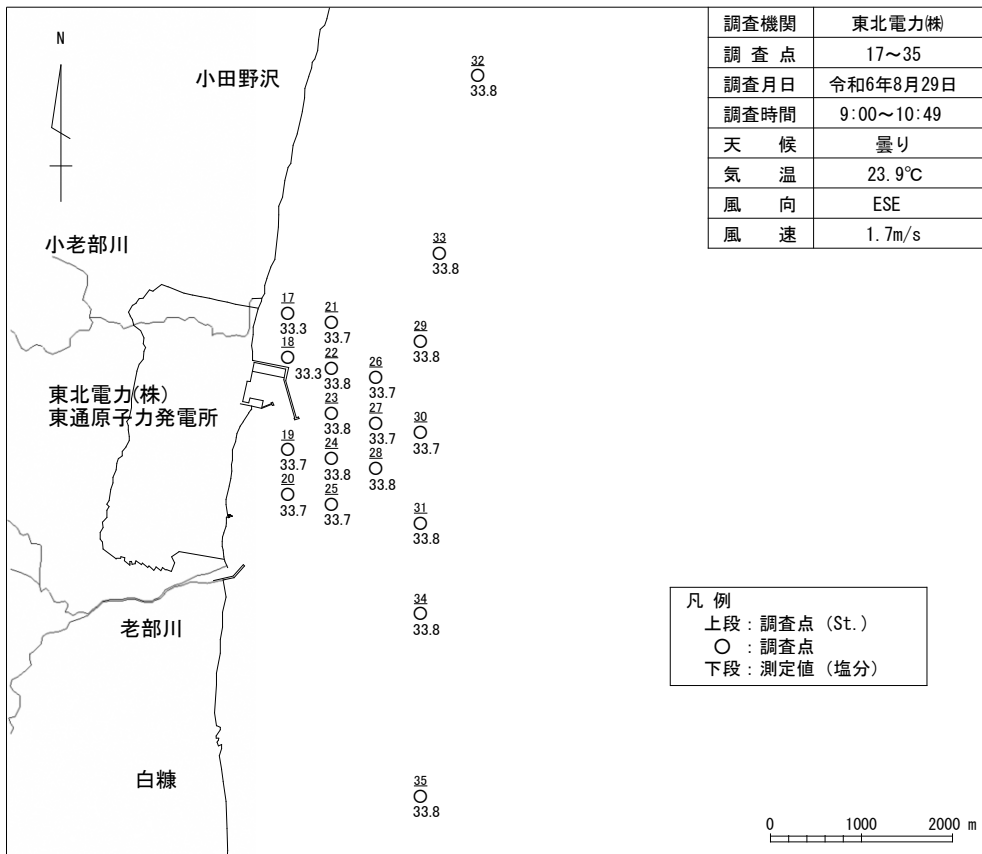 調査機関 東北電力㈱
調査点 17～35
調査月日 令和6年8月29日
調査時間 9:00～10:49
天候 曇り
気温 23.9℃
風向 ESE
風速 1.7m/s
N
小田野沢
32
33.8
小老部川
33
33.8
17
33.3
21
33.7
29
33.8
18
33.3
22
33.8
26
33.7
東北電力(株)
東通原子力発電所
23
33.8
27
33.7
30
33.7
19
33.7
24
33.8
28
33.8
20
33.7
25
33.7
31
33.8
34
33.8
老部川
凡例
上段：調査点（St.）
○ ：調査点
下段：測定値（塩分）
白糠
35
33.8
0 1000 2000 m